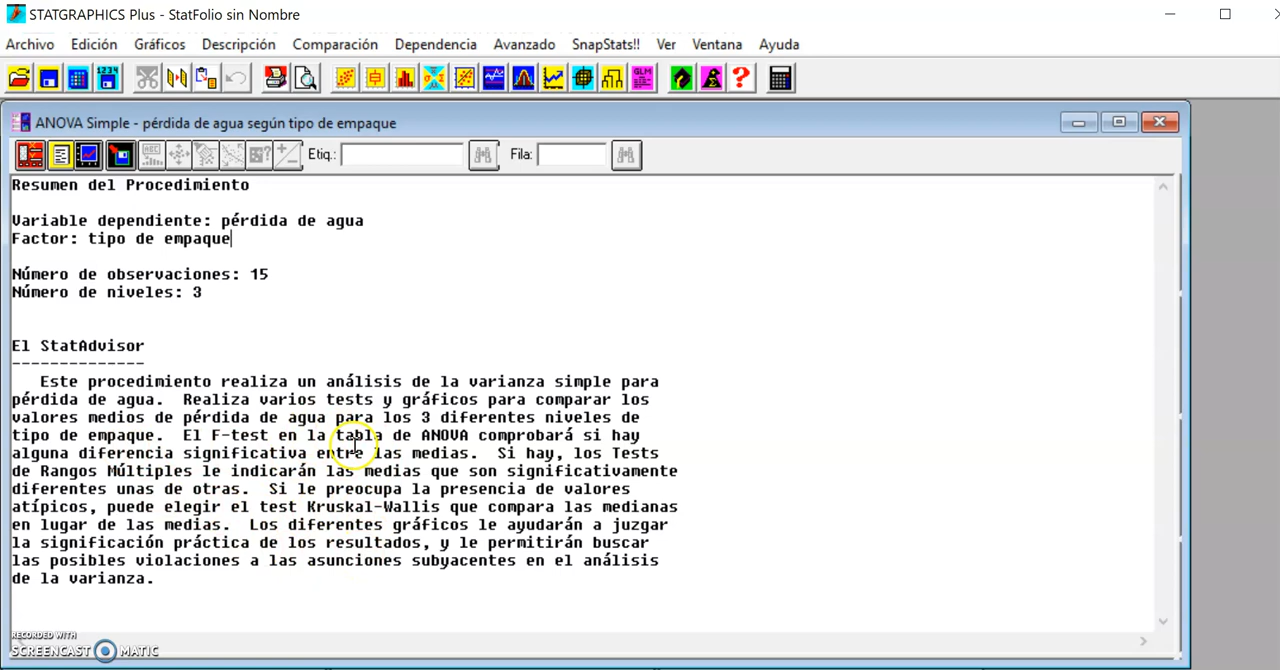 STATGRAPHICS Plus - StatFolio sin Nombre
Archivo Edición Gráficos Descripción Comparación Dependencia Avanzado SnapStats!! Ver Ventana Ayuda
1234
GLM
ANOVA Simple - pérdida de agua según tipo de empaque
Etiq.: Fila:
Resumen del Procedimiento
Variable dependiente: pérdida de agua
Factor: tipo de empaque
Número de observaciones: 15
Número de niveles: 3
El StatAdvisor
--------------
Este procedimiento realiza un análisis de la varianza simple para
pérdida de agua. Realiza varios tests y gráficos para comparar los
valores medios de pérdida de agua para los 3 diferentes niveles de
tipo de empaque. El F-test en la tabla de ANOVA comprobará si hay
alguna diferencia significativa entre las medias. Si hay, los Tests
de Rangos Múltiples le indicarán las medias que son significativamente
diferentes unas de otras. Si le preocupa la presencia de valores
atípicos, puede elegir el test Kruskal-Wallis que compara las medianas
en lugar de las medias. Los diferentes gráficos le ayudarán a juzgar
la significación práctica de los resultados, y le permitirán buscar
las posibles violaciones a las asunciones subyacentes en el análisis
de la varianza.
RECORDED WITH
SCREENCAST MATIC